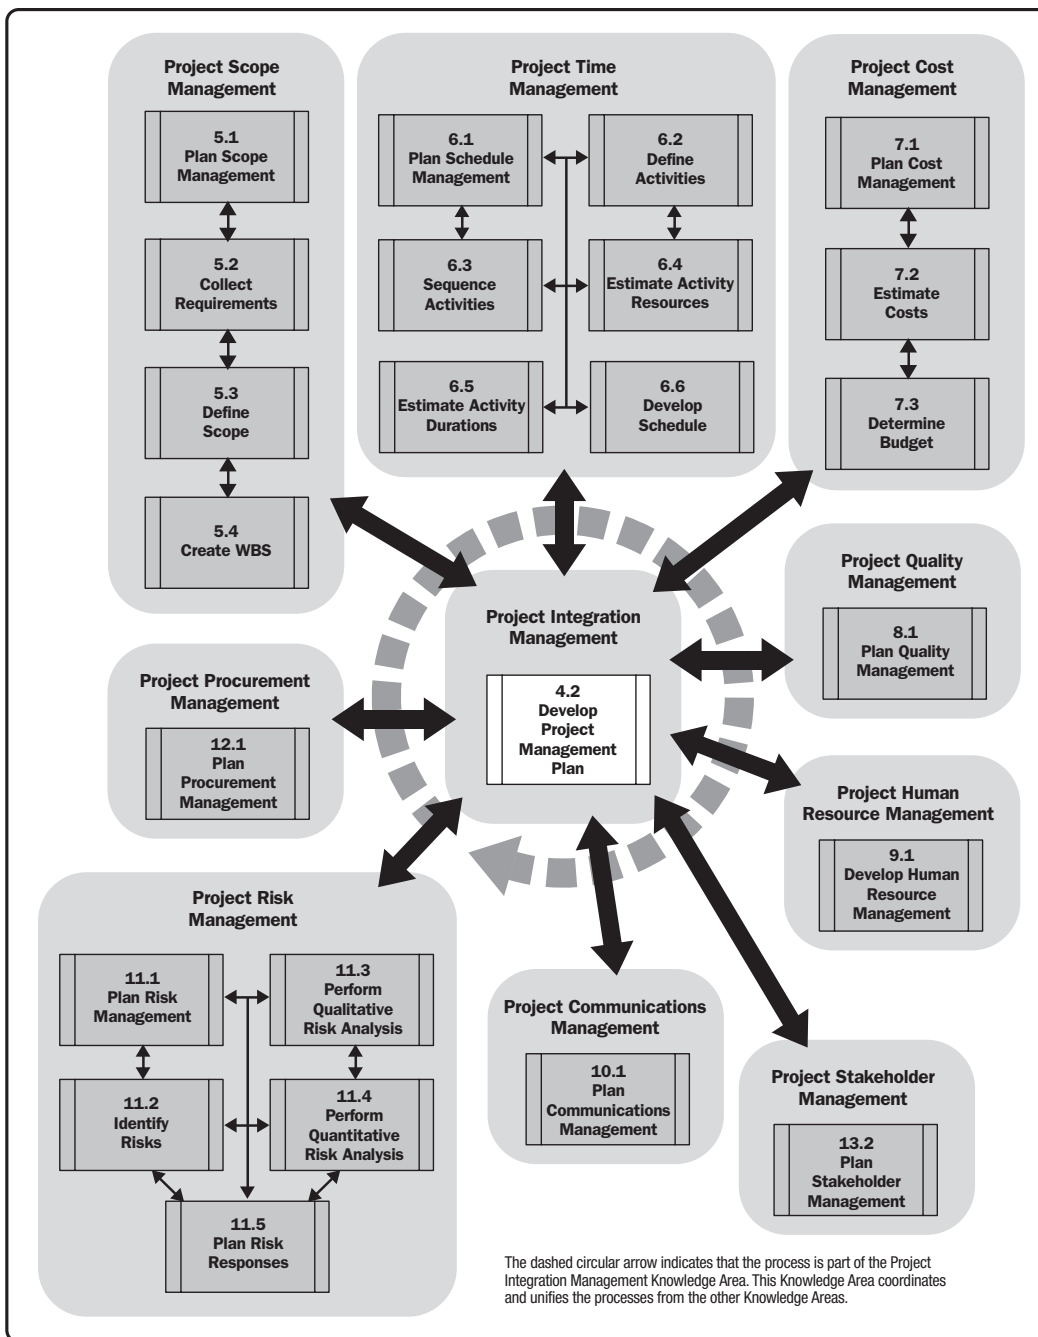 Project Scope
Management
5.1
Plan Scope
Management
5.2
Collect
Requirements
5.3
Define
Scope
5.4
Create WBS
Project Time
Management
6.1
Plan Schedule
Management
6.2
Define
Activities
6.3
Sequence
Activities
6.4
Estimate Activity
Resources
6.5
Estimate Activity
Durations
6.6
Develop
Schedule
Project Cost
Management
7.1
Plan Cost
Management
7.2
Estimate
Costs
7.3
Determine
Budget
Project Integration
Management
4.2
Develop
Project
Management
Plan
Project Quality
Management
8.1
Plan Quality
Management
Project Procurement
Management
12.1
Plan
Procurement
Management
Project Human
Resource Management
9.1
Develop Human
Resource
Management
Project Risk
Management
11.1
Plan Risk
Management
11.3
Perform
Qualitative
Risk Analysis
11.2
Identify
Risks
11.4
Perform
Quantitative
Risk Analysis
11.5
Plan Risk
Responses
Project Communications
Management
10.1
Plan
Communications
Management
Project Stakeholder
Management
13.2
Plan
Stakeholder
Management
The dashed circular arrow indicates that the process is part of the Project
Integration Management Knowledge Area. This Knowledge Area coordinates
and unifies the processes from the other Knowledge Areas.